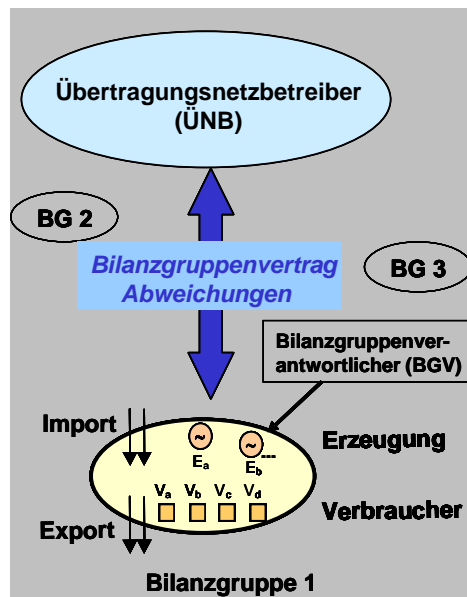 Übertragungsnetzbetreiber
(ÜNB)
BG 2
Bilanzgruppenvertrag
Abweichungen
BG 3
Bilanzgruppenver-
antwortlicher (BGV)
Import
~
~
Erzeugung
Ea
Eb
Va Vb Vc Vd
Verbraucher
Export
Bilanzgruppe 1